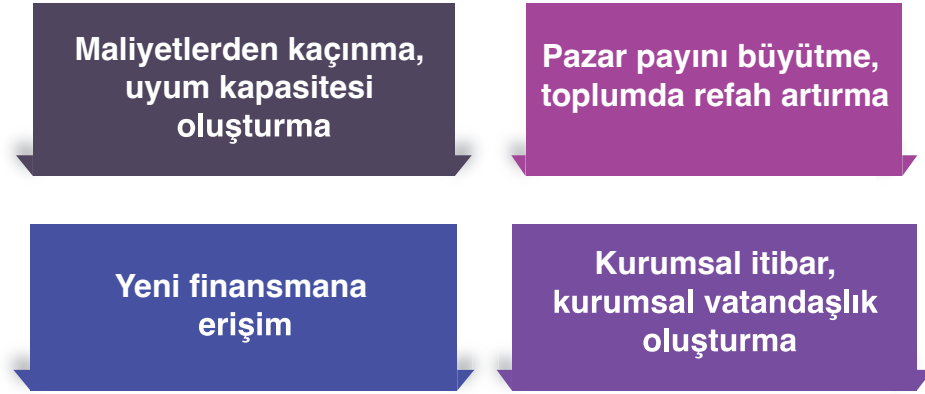 Maliyetlerden kaçınma,
uyum kapasitesi
oluşturma
Pazar payını büyütme,
toplumda refah artırma
Yeni finansmana
erişim
Kurumsal itibar,
kurumsal vatandaşlık
oluşturma